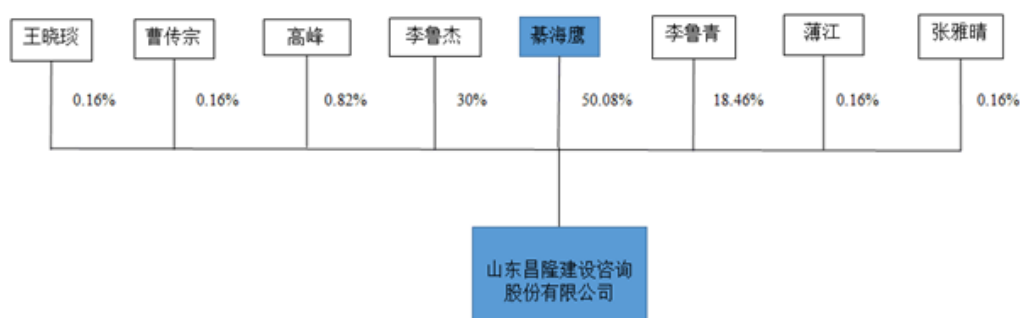 王晓琰
曹传宗
高峰
李鲁杰
綦海鹰
李鲁青
蒲江
张雅晴
0.16%
0.16%
0.82%
30%
50.08%
18.46%
0.16%
0.16%
山东昌隆建设咨询
股份有限公司